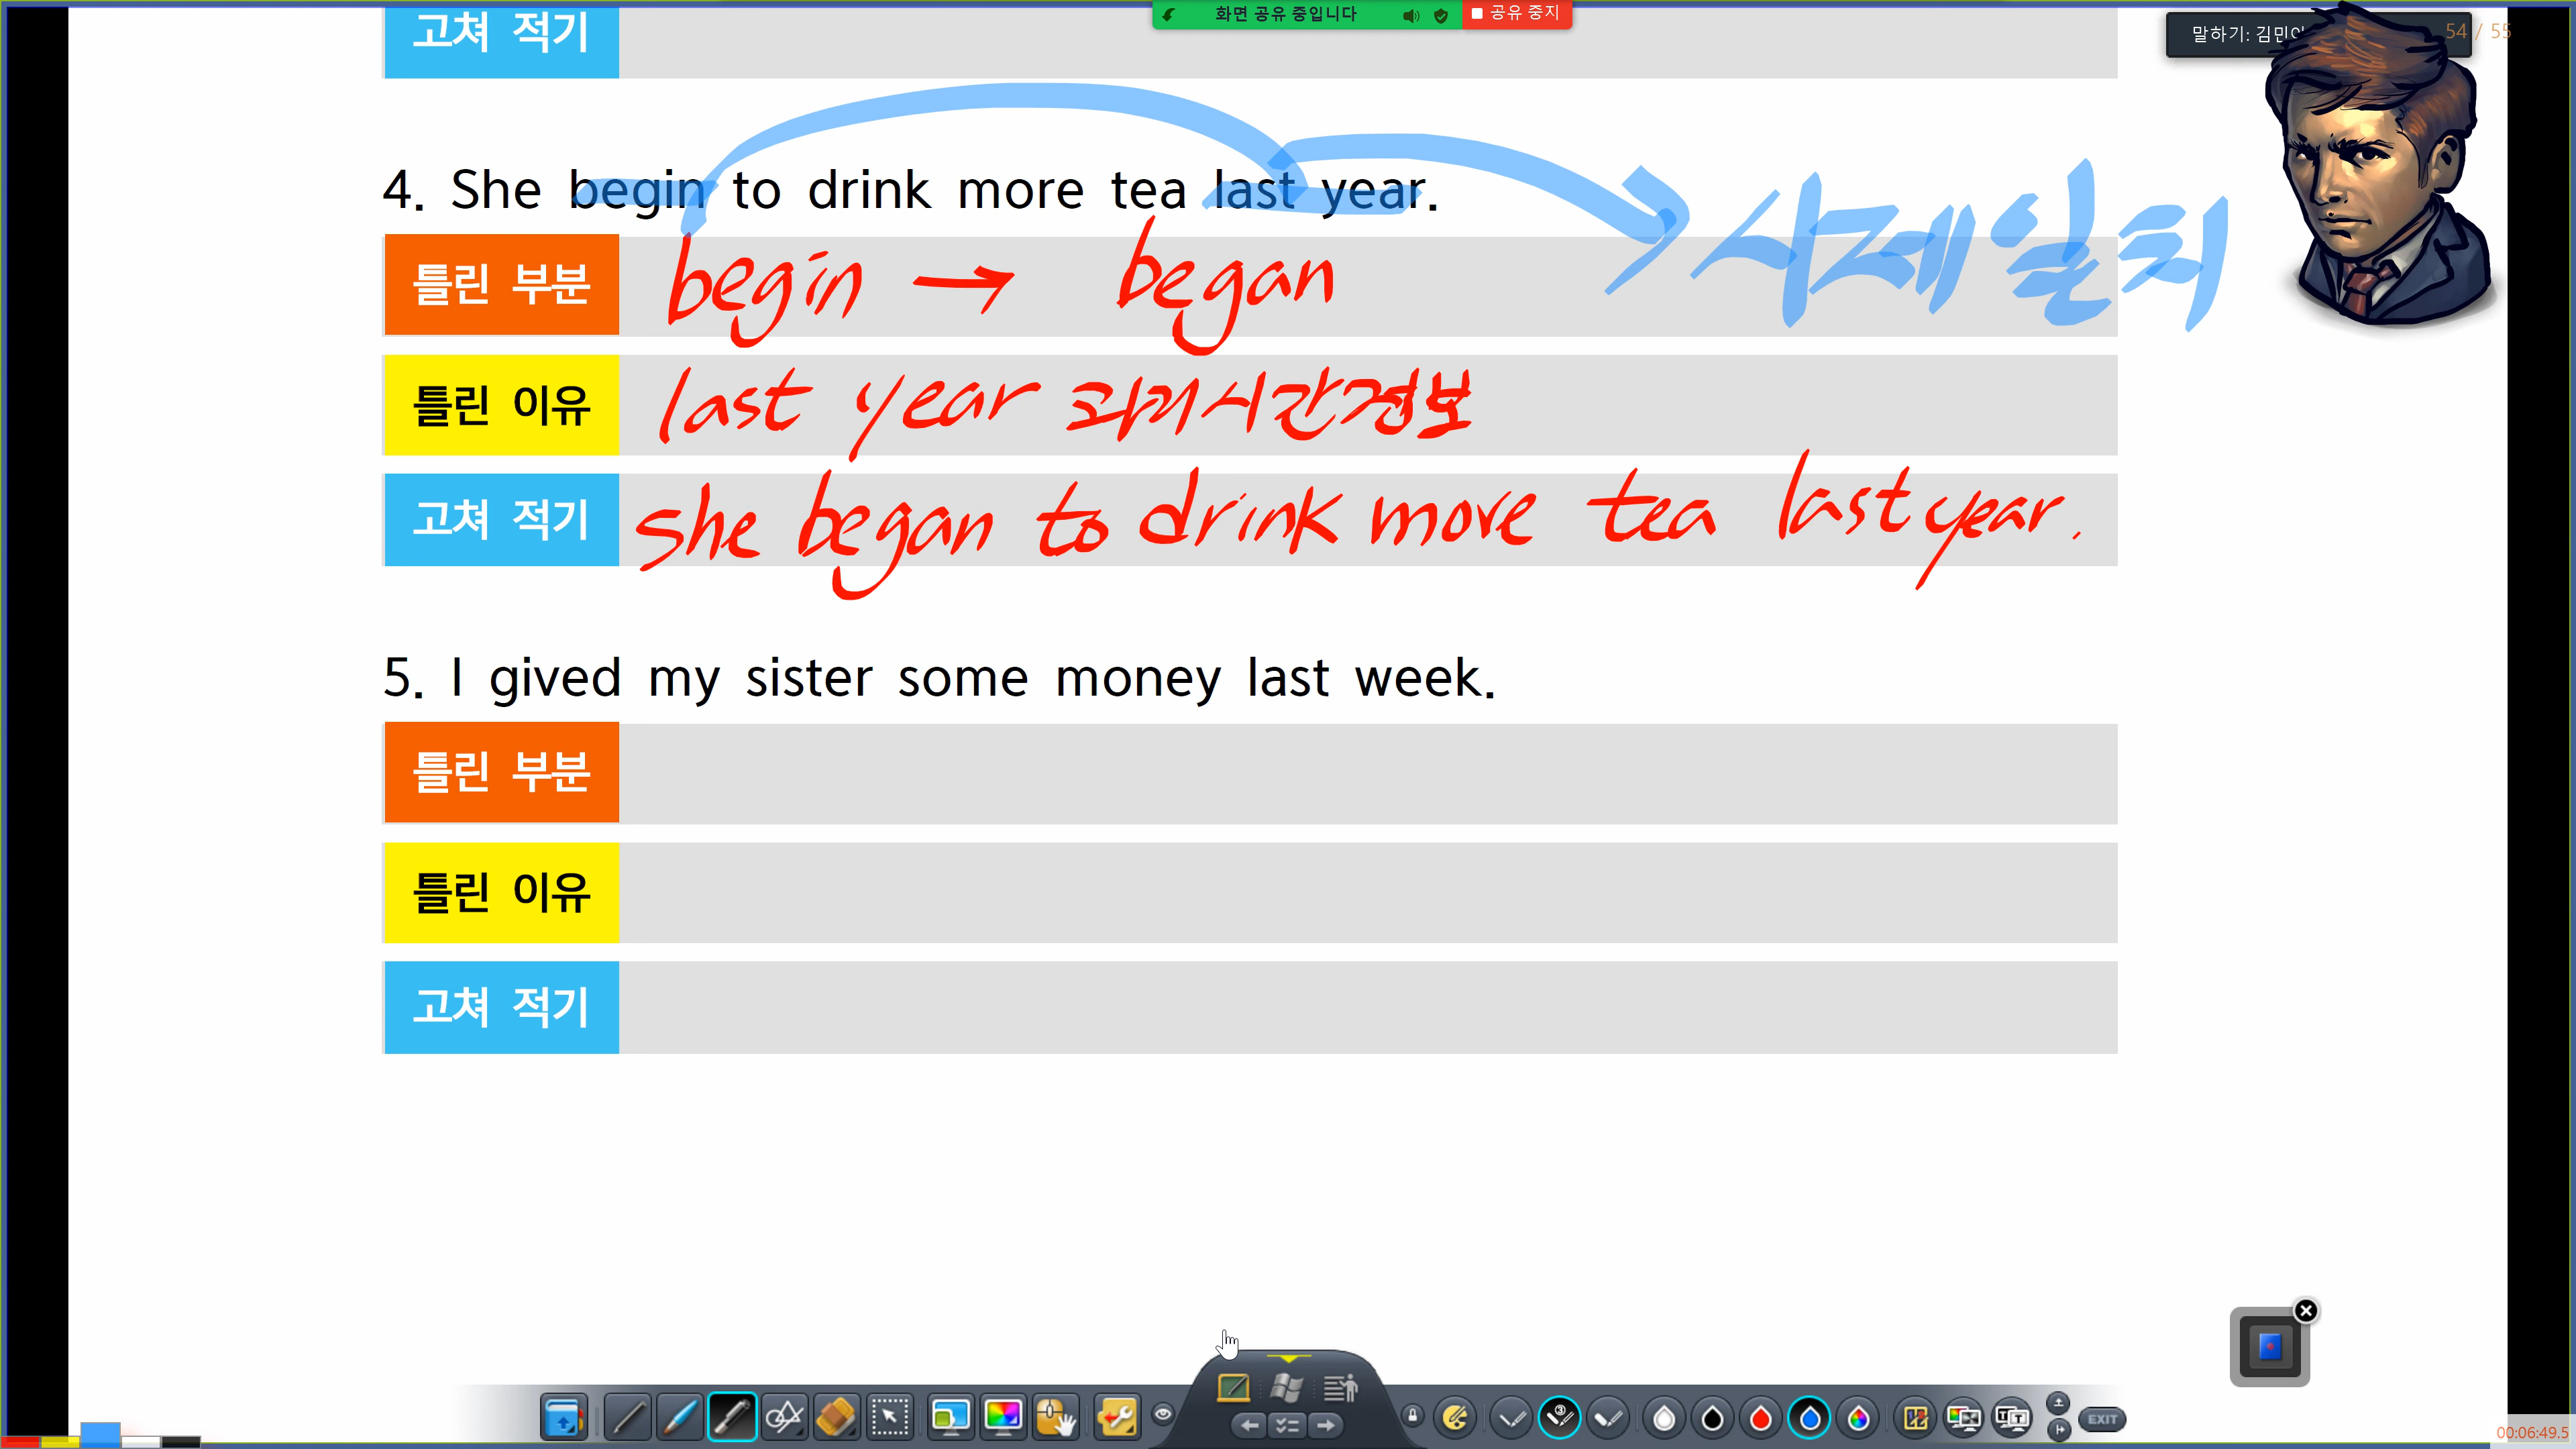 화면 공유 중입니다
공유 중지
말하기: 김민
54 / 55
고쳐 적기
4. She begin to drink more tea last year.
시제일치
틀린 부분 begin → began
틀린 이유 last year 과거시간정보
고쳐 적기 she began to drink more tea last year.
5. I gived my sister some money last week.
틀린 부분
틀린 이유
고쳐 적기
EXIT
00:06:49.5